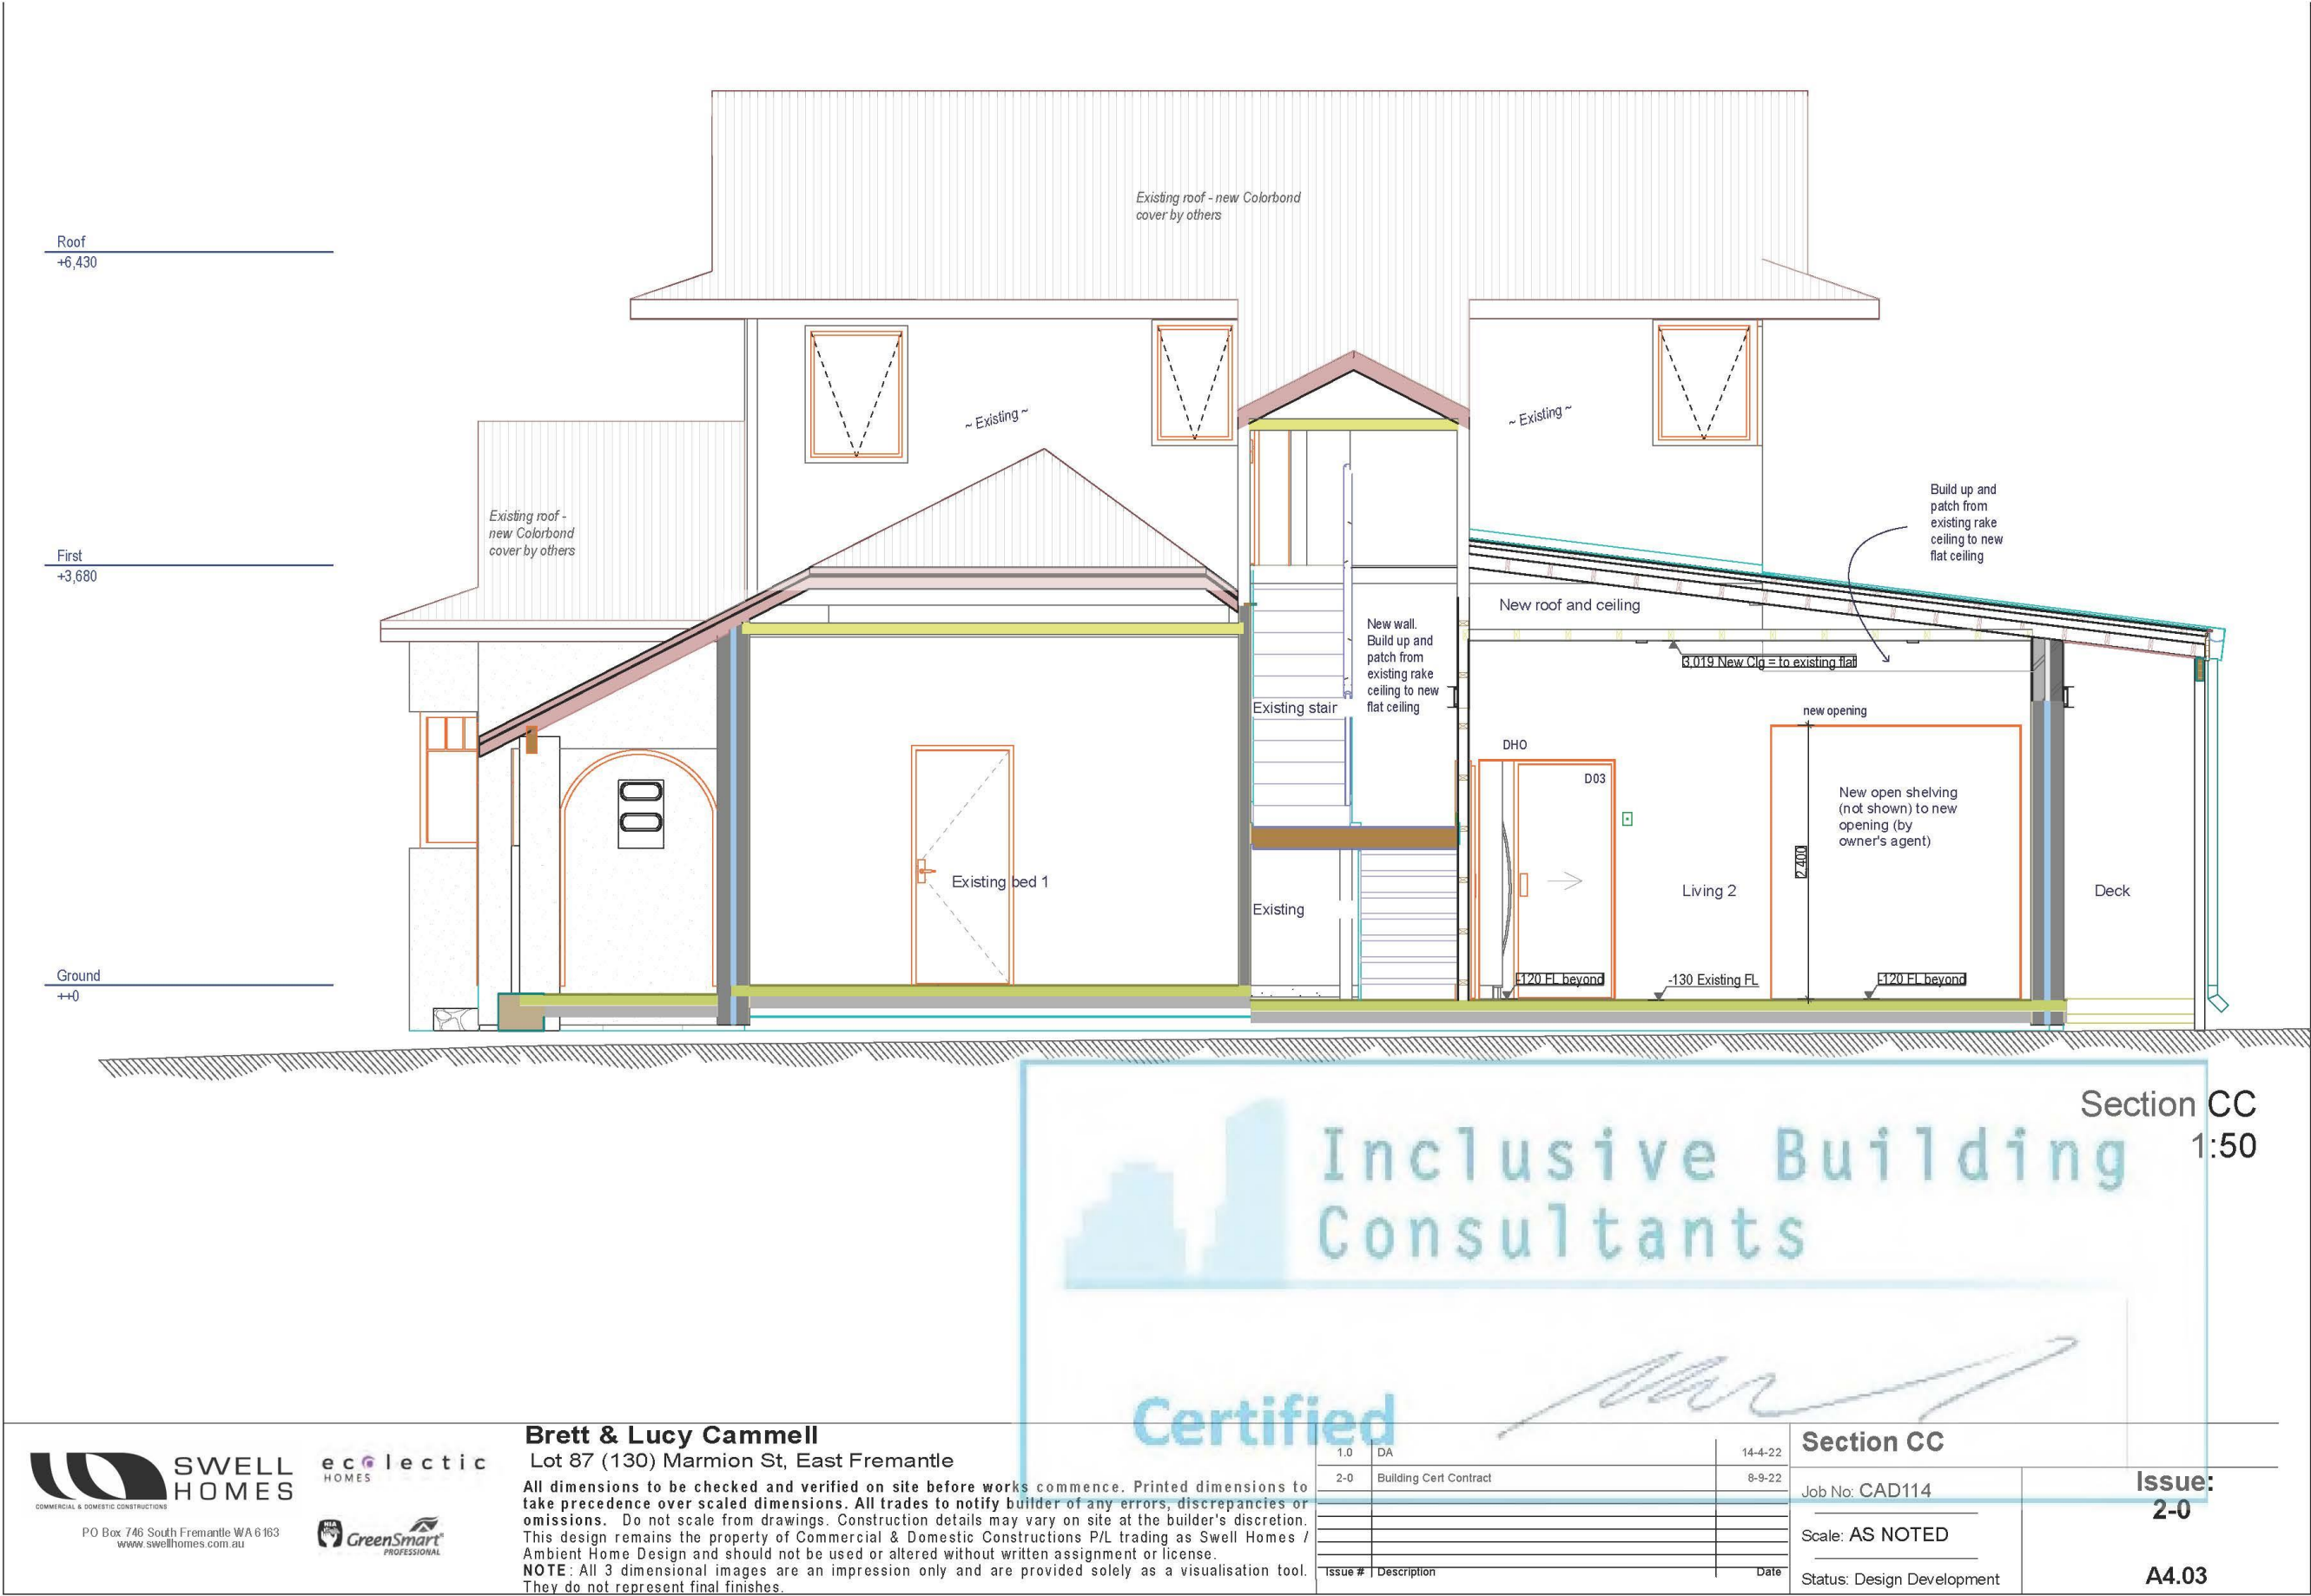 Existing roof - new Colorbond
cover by others
Roof
+6,430
~ Existing ~
~ Existing ~
Existing roof -
new Colorbond
cover by others
Build up and
patch from
existing rake
ceiling to new
flat ceiling
First
+3,680
New roof and ceiling
New wall.
Build up and
patch from
existing rake
ceiling to new
flat ceiling
3,019 New Clg = to existing flat
Existing stair
new opening
DHO
D03
New open shelving
(not shown) to new
opening (by
owner's agent)
2,400
Existing bed 1
Living 2
Deck
Existing
Ground
-120 FL beyond
-130 Existing FL
-120 FL beyond
Section CC
1:50
Inclusive Building
Consultants
Certified
SWELL
HOMES
COMMERCIAL & DOMESTIC CONSTRUCTIONS
ecolectic
HOMES
PO Box 746 South Fremantle WA 6163
www.swellhomes.com.au
HIA
GreenSmart
PROFESSIONAL
Brett & Lucy Cammell
Lot 87 (130) Marmion St, East Fremantle
All dimensions to be checked and verified on site before works commence. Printed dimensions to
take precedence over scaled dimensions. All trades to notify builder of any errors, discrepancies or
omissions. Do not scale from drawings. Construction details may vary on site at the builder's discretion.
This design remains the property of Commercial & Domestic Constructions P/L trading as Swell Homes /
Ambient Home Design and should not be used or altered without written assignment or license.
NOTE: All 3 dimensional images are an impression only and are provided solely as a visualisation tool.
They do not represent final finishes.
1.0 DA 14-4-22
2-0 Building Cert Contract 8-9-22
Issue # Description Date
Section CC
Job No: CAD114
Scale: AS NOTED
Status: Design Development
Issue:
2-0
A4.03